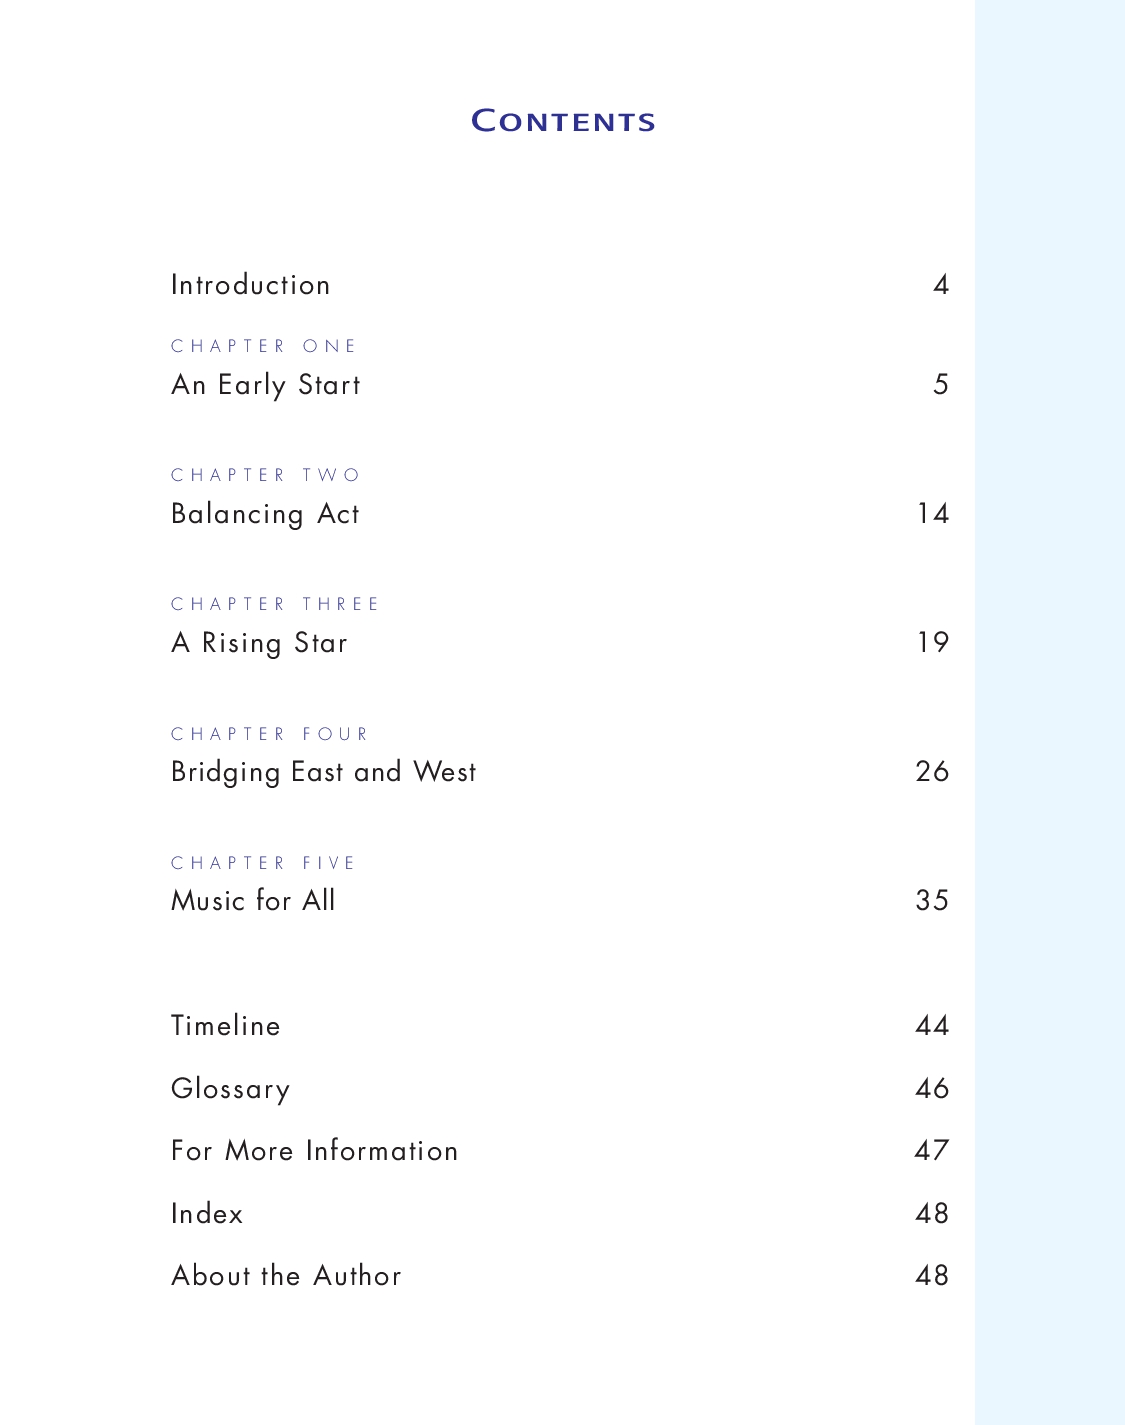 Contents
Introduction 4
CHAPTER ONE
An Early Start 5
CHAPTER TWO
Balancing Act 14
CHAPTER THREE
A Rising Star 19
CHAPTER FOUR
Bridging East and West 26
CHAPTER FIVE
Music for All 35
Timeline 44
Glossary 46
For More Information 47
Index 48
About the Author 48